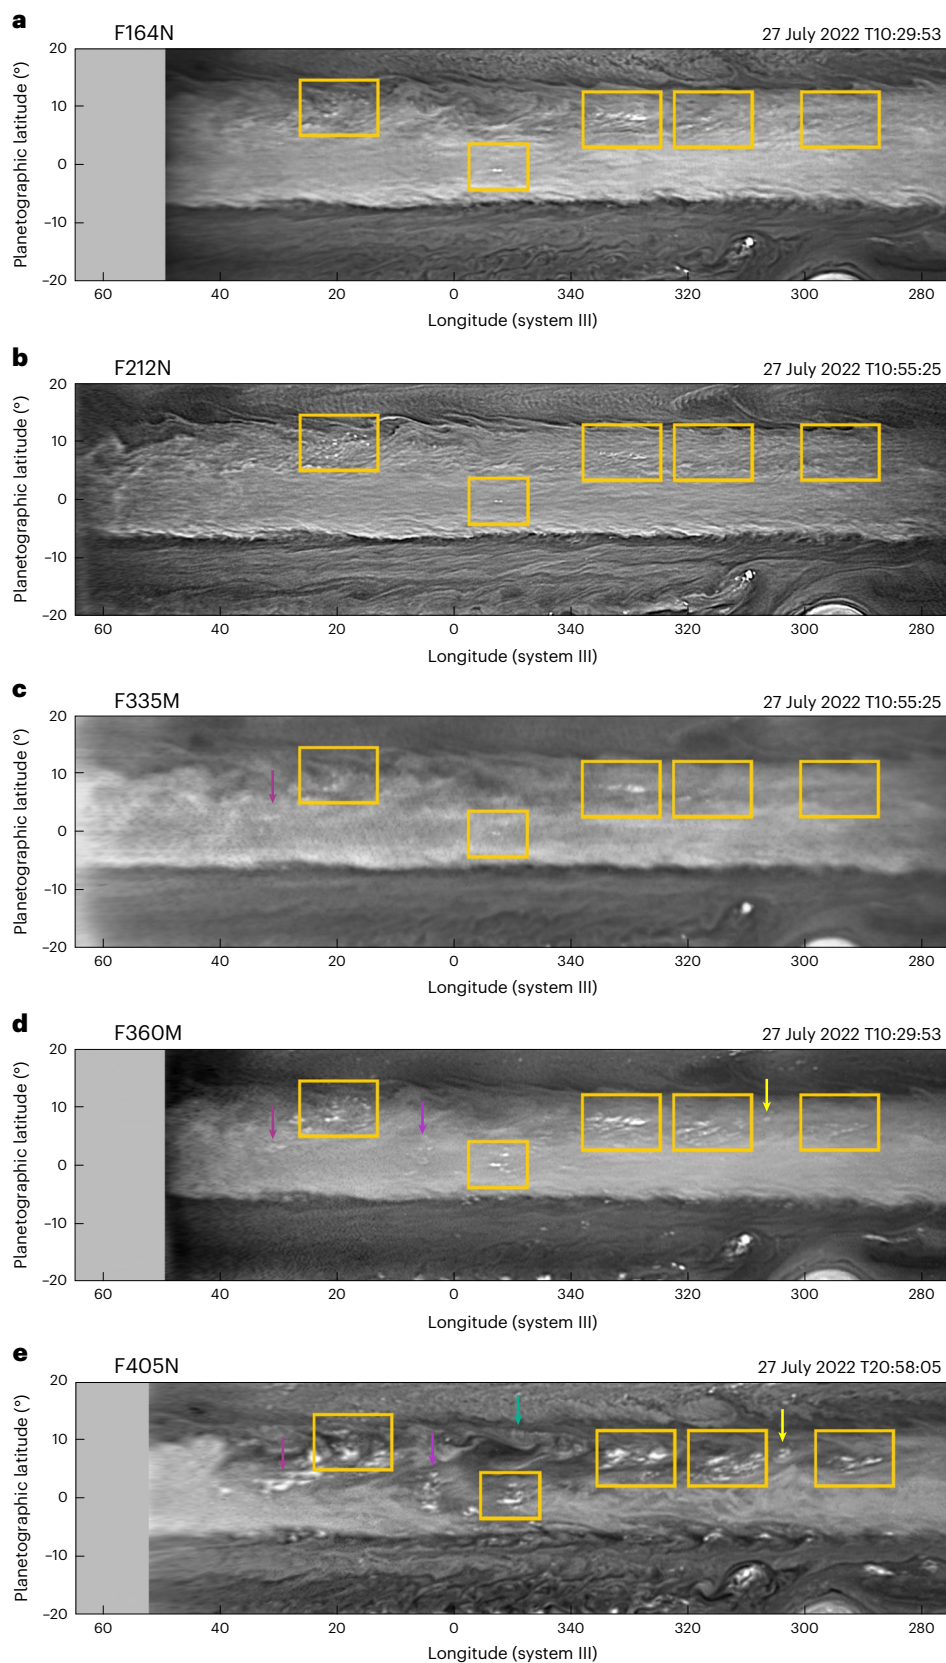 a
F164N 27 July 2022 T10:29:53
20
10
0
–10
–20
Planetographic latitude (°)
60 40 20 0 340 320 300 280
Longitude (system III)
b
F212N 27 July 2022 T10:55:25
20
10
0
–10
–20
Planetographic latitude (°)
60 40 20 0 340 320 300 280
Longitude (system III)
c
F335M 27 July 2022 T10:55:25
20
10
0
–10
–20
Planetographic latitude (°)
60 40 20 0 340 320 300 280
Longitude (system III)
d
F360M 27 July 2022 T10:29:53
20
10
0
–10
–20
Planetographic latitude (°)
60 40 20 0 340 320 300 280
Longitude (system III)
e
F405N 27 July 2022 T20:58:05
20
10
0
–10
–20
Planetographic latitude (°)
60 40 20 0 340 320 300 280
Longitude (system III)